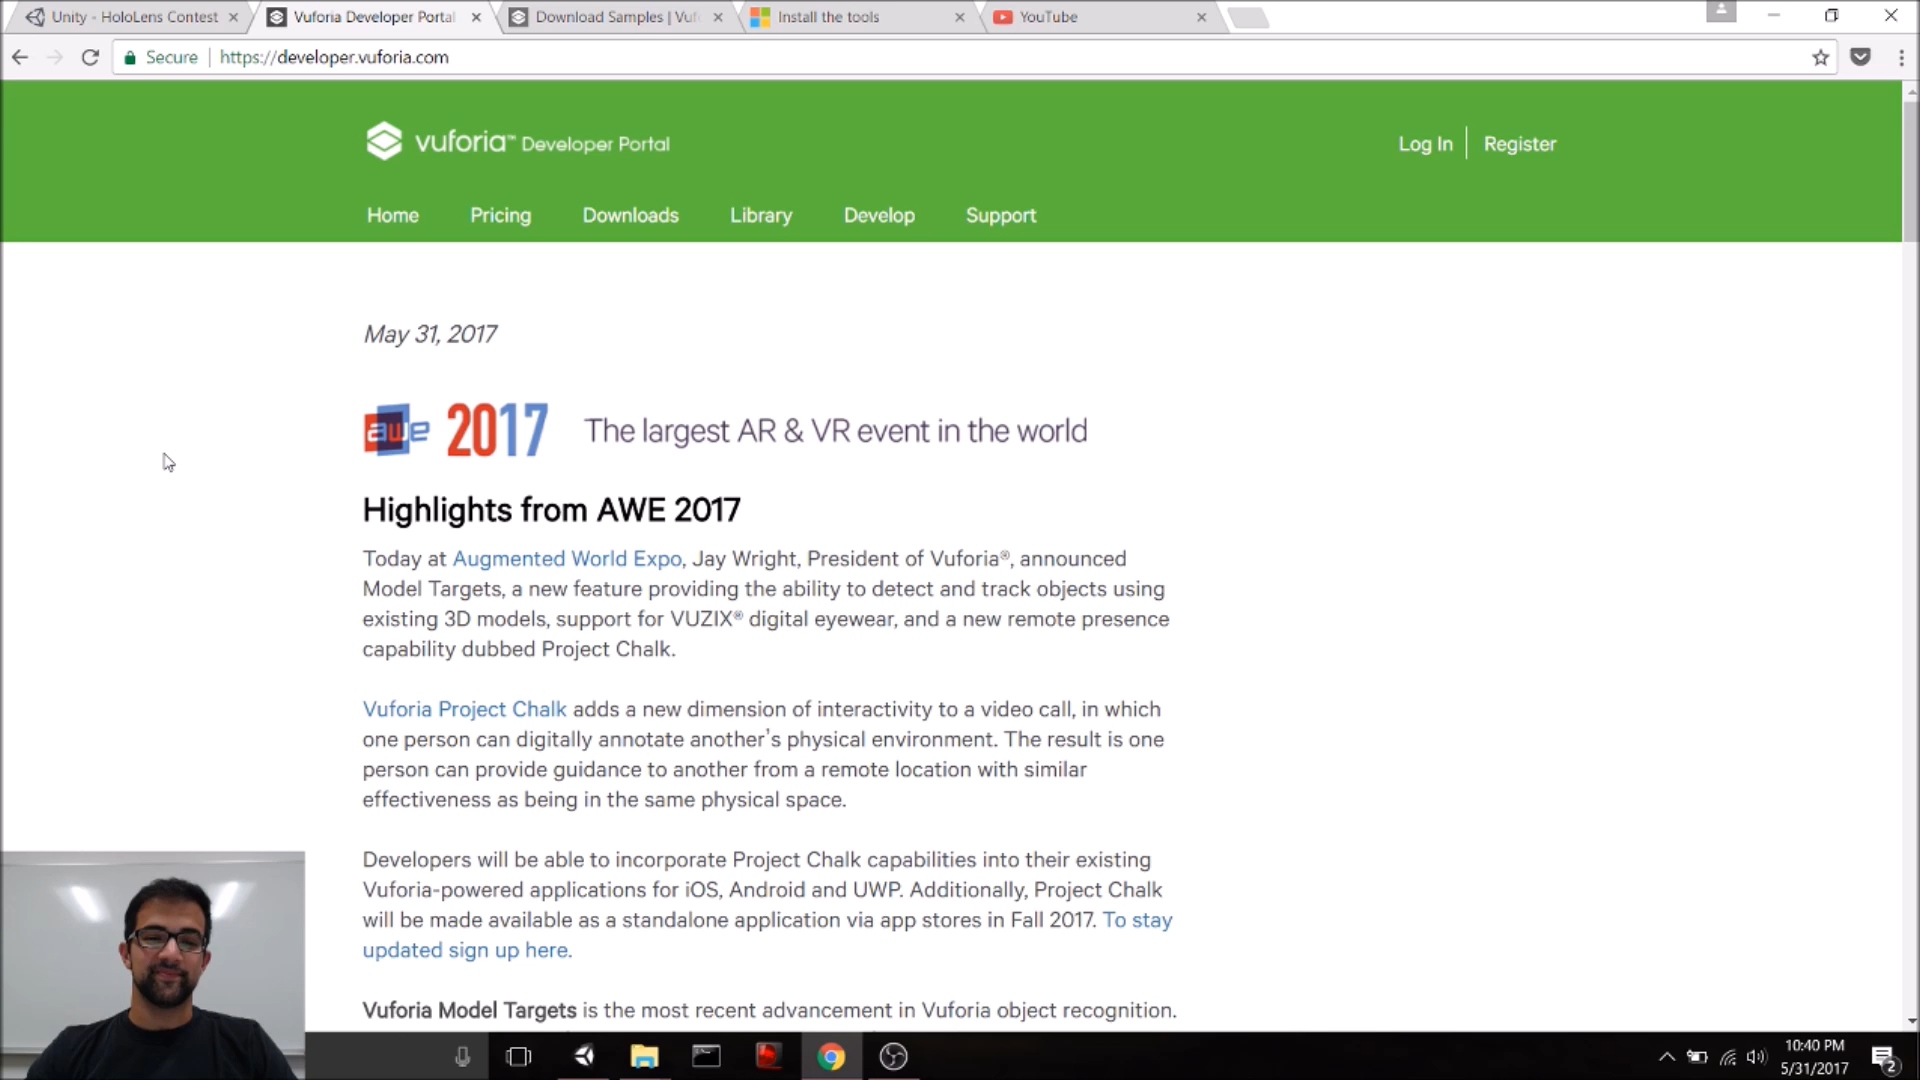 Unity - HoloLens Contest
Vuforia Developer Portal
Download Samples | Vuf
Install the tools
YouTube
Secure
https://developer.vuforia.com
vuforia™ Developer Portal
Log In
Register
Home
Pricing
Downloads
Library
Develop
Support
May 31, 2017
awe 2017 The largest AR & VR event in the world
Highlights from AWE 2017
Today at Augmented World Expo, Jay Wright, President of Vuforia®, announced
Model Targets, a new feature providing the ability to detect and track objects using
existing 3D models, support for VUZIX® digital eyewear, and a new remote presence
capability dubbed Project Chalk.
Vuforia Project Chalk adds a new dimension of interactivity to a video call, in which
one person can digitally annotate another's physical environment. The result is one
person can provide guidance to another from a remote location with similar
effectiveness as being in the same physical space.
Developers will be able to incorporate Project Chalk capabilities into their existing
Vuforia-powered applications for iOS, Android and UWP. Additionally, Project Chalk
will be made available as a standalone application via app stores in Fall 2017. To stay
updated sign up here.
Vuforia Model Targets is the most recent advancement in Vuforia object recognition.
10:40 PM
5/31/2017
2